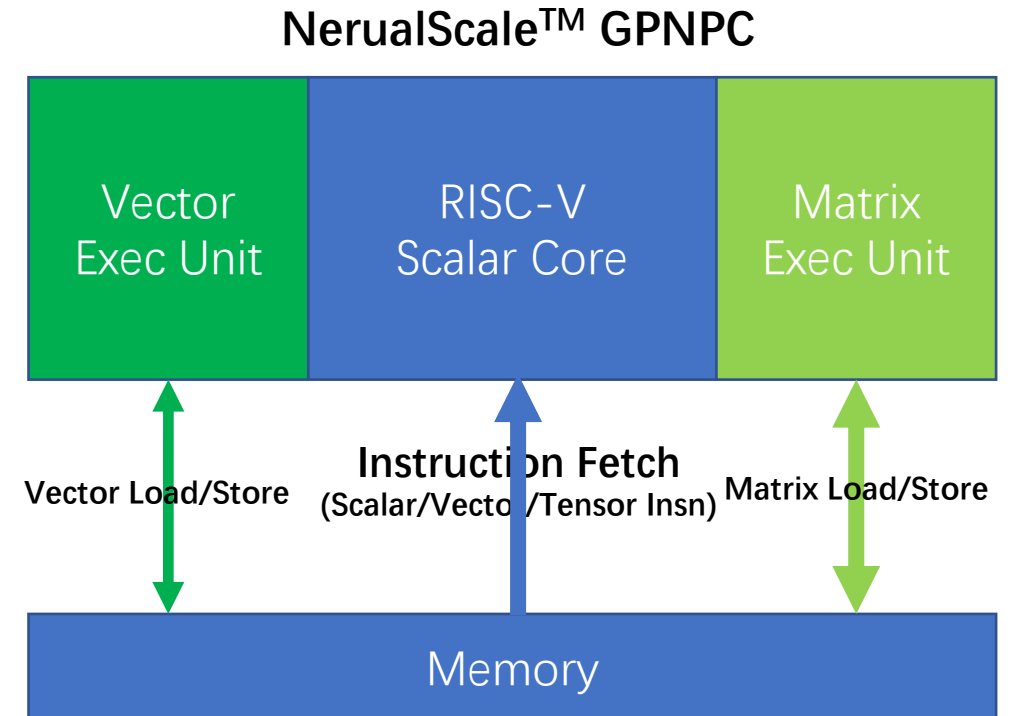 NerualScale™ GPNPC
Vector
Exec Unit
RISC-V
Scalar Core
Matrix
Exec Unit
Vector Load/Store
Instruction Fetch
(Scalar/Vector/Tensor Insn)
Matrix Load/Store
Memory